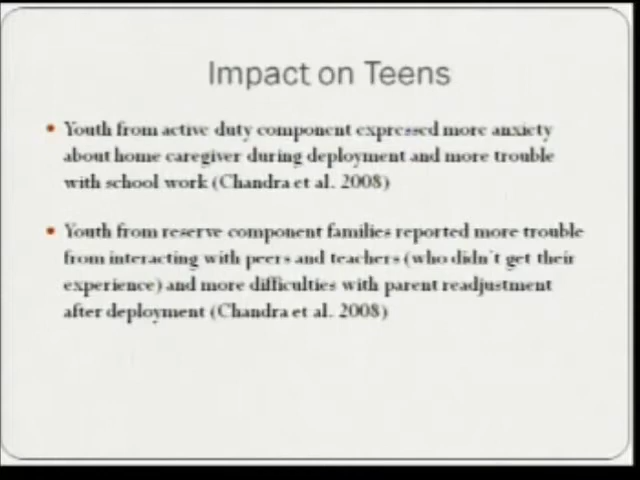 Impact on Teens
• Youth from active duty component expressed more anxiety
about home caregiver during deployment and more trouble
with school work (Chandra et al. 2008)
• Youth from reserve component families reported more trouble
from interacting with peers and teachers (who didn't get their
experience) and more difficulties with parent readjustment
after deployment (Chandra et al. 2008)